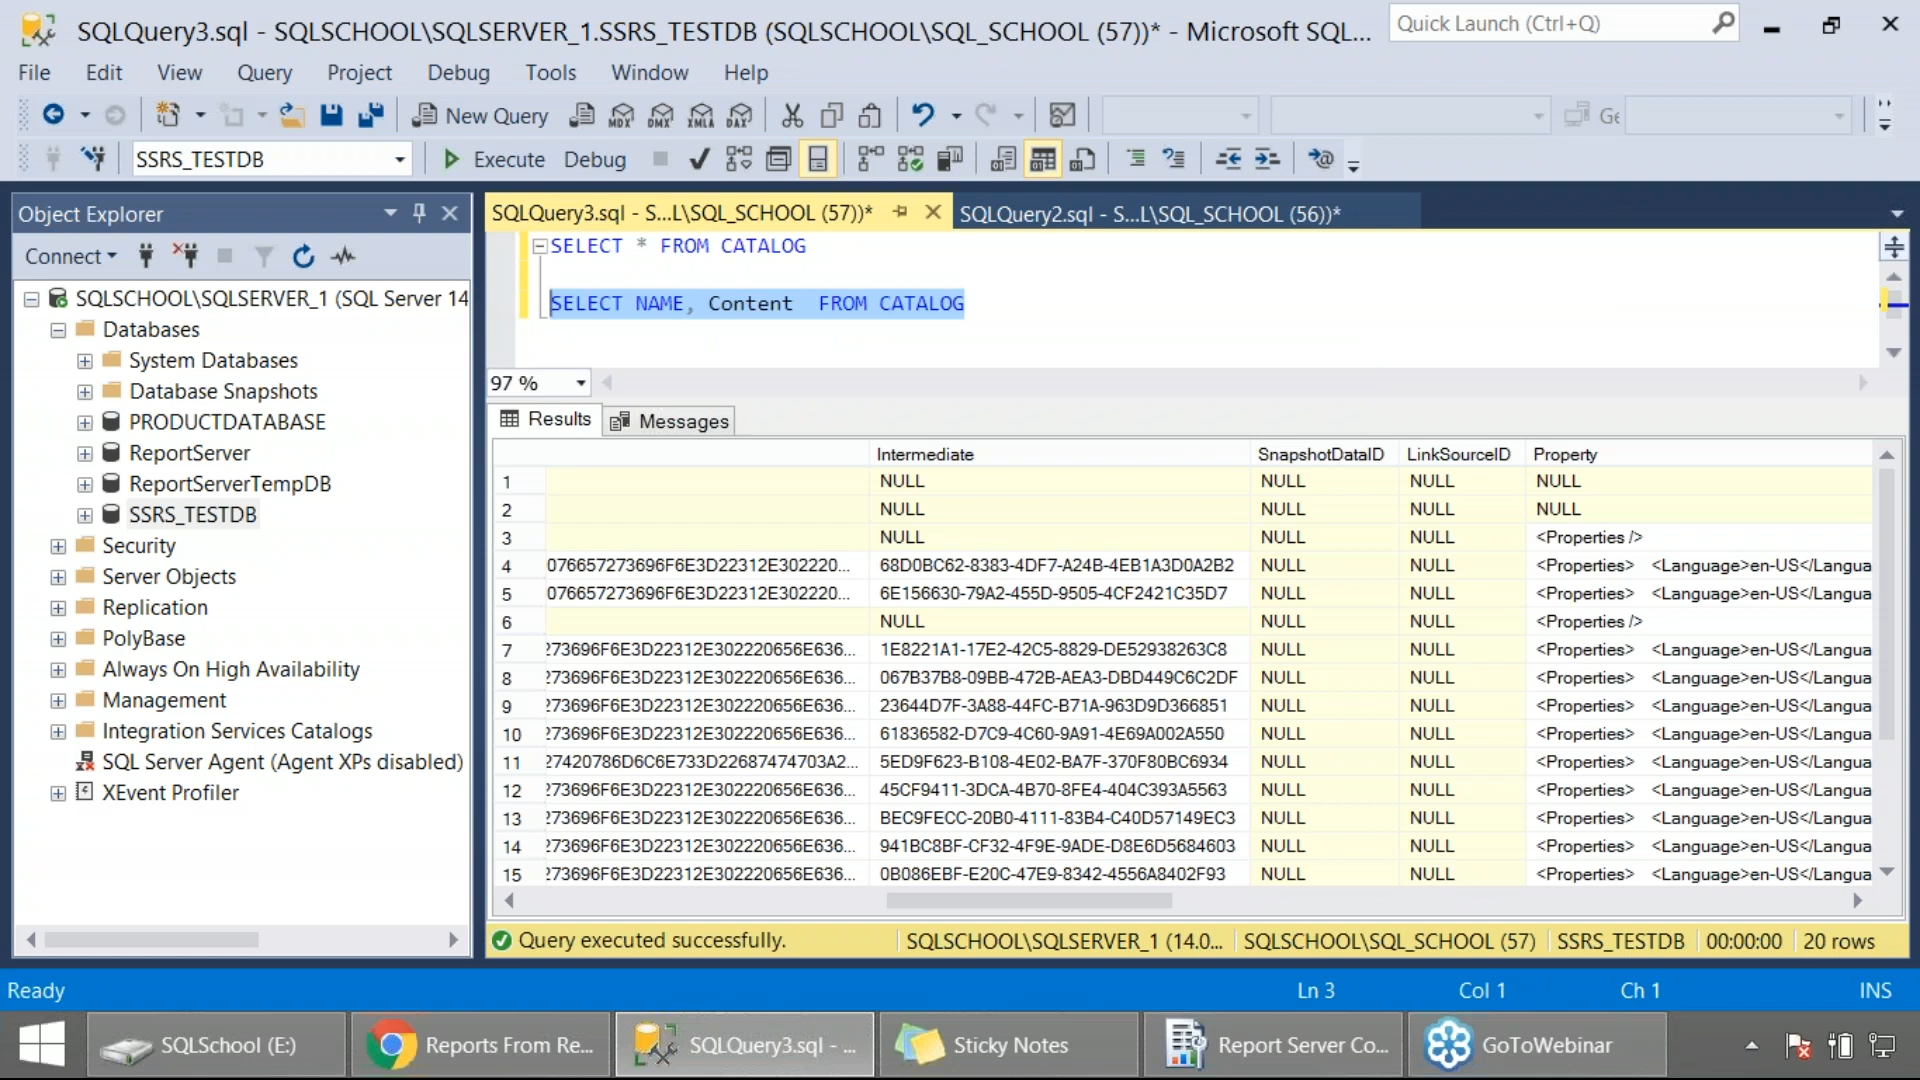 SQLQuery3.sql - SQLSCHOOL\SQLSERVER_1.SSRS_TESTDB (SQLSCHOOL\SQL_SCHOOL (57))* - Microsoft SQL...
Quick Launch (Ctrl+Q)
File Edit View Query Project Debug Tools Window Help
New Query MDX DMX XMLA DAX
SSRS_TESTDB Execute Debug
Object Explorer
SQLQuery3.sql - S...L\SQL_SCHOOL (57))*
SQLQuery2.sql - S...L\SQL_SCHOOL (56))*
Connect
SQLSCHOOL\SQLSERVER_1 (SQL Server 14
Databases
System Databases
Database Snapshots
PRODUCTDATABASE
ReportServer
ReportServerTempDB
SSRS_TESTDB
Security
Server Objects
Replication
PolyBase
Always On High Availability
Management
Integration Services Catalogs
SQL Server Agent (Agent XPs disabled)
XEvent Profiler
SELECT * FROM CATALOG
SELECT NAME, Content  FROM CATALOG
97 %
Results Messages
Intermediate SnapshotDataID LinkSourceID Property
1 NULL NULL NULL NULL
2 NULL NULL NULL NULL
3 NULL NULL NULL <Properties />
4 076657273696F6E3D22312E302220... 68D0BC62-8383-4DF7-A24B-4EB1A3D0A2B2 NULL NULL <Properties> <Language>en-US</Langua
5 076657273696F6E3D22312E302220... 6E156630-79A2-455D-9505-4CF2421C35D7 NULL NULL <Properties> <Language>en-US</Langua
6 NULL NULL NULL <Properties />
7 273696F6E3D22312E302220656E636... 1E8221A1-17E2-42C5-8829-DE52938263C8 NULL NULL <Properties> <Language>en-US</Langua
8 273696F6E3D22312E302220656E636... 067B37B8-09BB-472B-AEA3-DBD449C6C2DF NULL NULL <Properties> <Language>en-US</Langua
9 273696F6E3D22312E302220656E636... 23644D7F-3A88-44FC-B71A-963D9D366851 NULL NULL <Properties> <Language>en-US</Langua
10 273696F6E3D22312E302220656E636... 61836582-D7C9-4C60-9A91-4E69A002A550 NULL NULL <Properties> <Language>en-US</Langua
11 27420786D6C6E733D22687474703A2... 5ED9F623-B108-4E02-BA7F-370F80BC6934 NULL NULL <Properties> <Language>en-US</Langua
12 273696F6E3D22312E302220656E636... 45CF9411-3DCA-4B70-8FE4-404C393A5563 NULL NULL <Properties> <Language>en-US</Langua
13 273696F6E3D22312E302220656E636... BEC9FECC-20B0-4111-83B4-C40D57149EC3 NULL NULL <Properties> <Language>en-US</Langua
14 273696F6E3D22312E302220656E636... 941BC8BF-CF32-4F9E-9ADE-D8E6D5684603 NULL NULL <Properties> <Language>en-US</Langua
15 273696F6E3D22312E302220656E636... 0B086EBF-E20C-47E9-8342-4556A8402F93 NULL NULL <Properties> <Language>en-US</Langua
Query executed successfully. SQLSCHOOL\SQLSERVER_1 (14.0... SQLSCHOOL\SQL_SCHOOL (57) SSRS_TESTDB 00:00:00 20 rows
Ready Ln 3 Col 1 Ch 1 INS
SQLSchool (E:) Reports From Re... SQLQuery3.sql - ... Sticky Notes Report Server Co... GoToWebinar